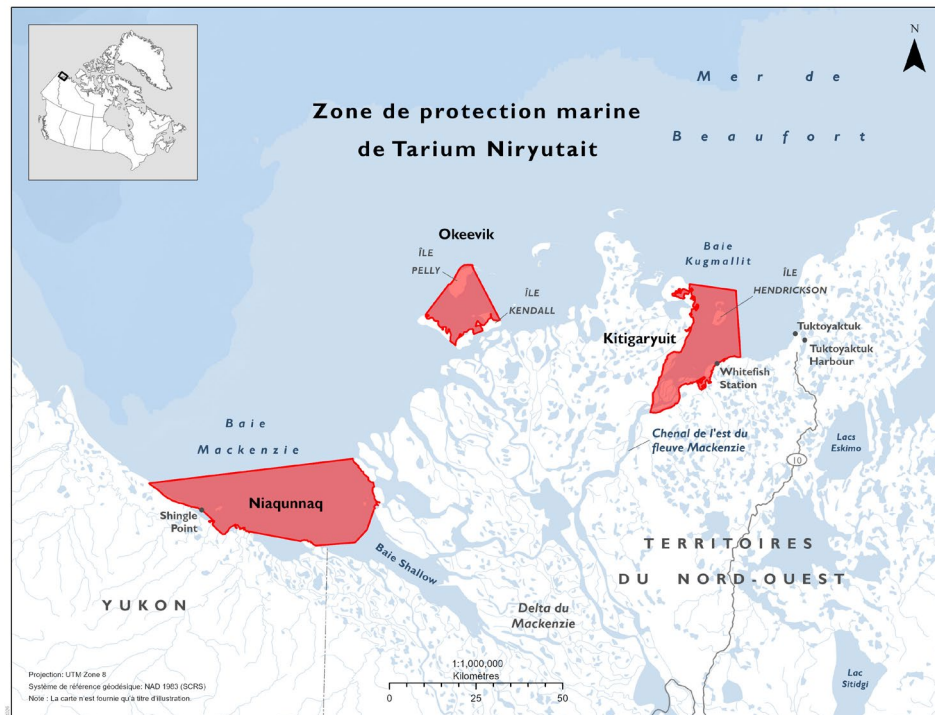 N
Mer de
Beaufort
Zone de protection marine
de Tarium Niryutait
Okeevik
ÎLE
PELLY
ÎLE
KENDALL
Baie
Kugmallit
ÎLE
HENDRICKSON
Kitigaryuit
Tuktoyaktuk
Tuktoyaktuk
Harbour
Whitefish
Station
Chenal de l'est du
fleuve Mackenzie
Lacs
Eskimo
10
Baie
Mackenzie
Niaqunnaq
Shingle
Point
Baie Shallow
TERRITOIRES
DU NORD-OUEST
YUKON
Delta du
Mackenzie
Lac
Sitidgi
1:1,000,000
Kilomètres
0 25 50
Projection: UTM Zone 8
Système de référence géodésique: NAD 1983 (SCRS)
Note : La carte n'est fournie qu'à titre d'illustration.